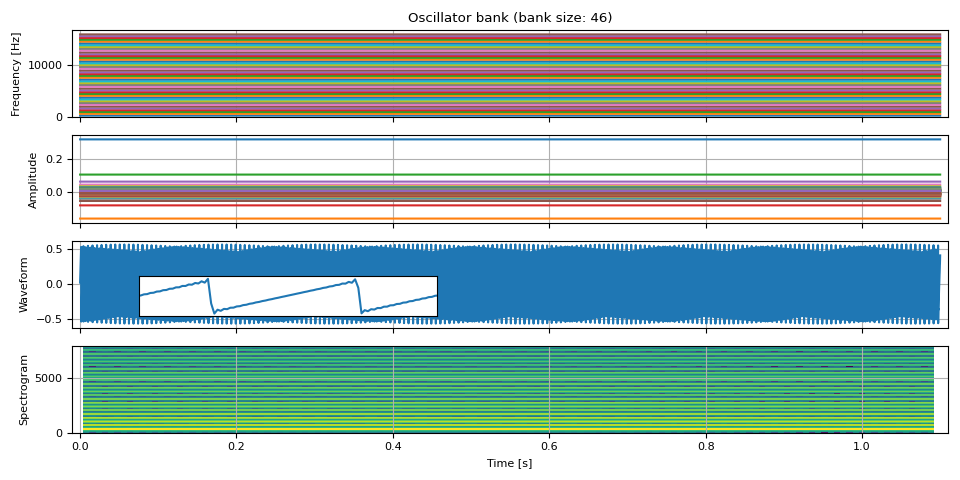 Oscillator bank (bank size: 46)
Frequency [Hz]
10000
0
Amplitude
0.2
0.0
Waveform
0.5
0.0
−0.5
Spectrogram
5000
0
0.0 0.2 0.4 0.6 0.8 1.0
Time [s]